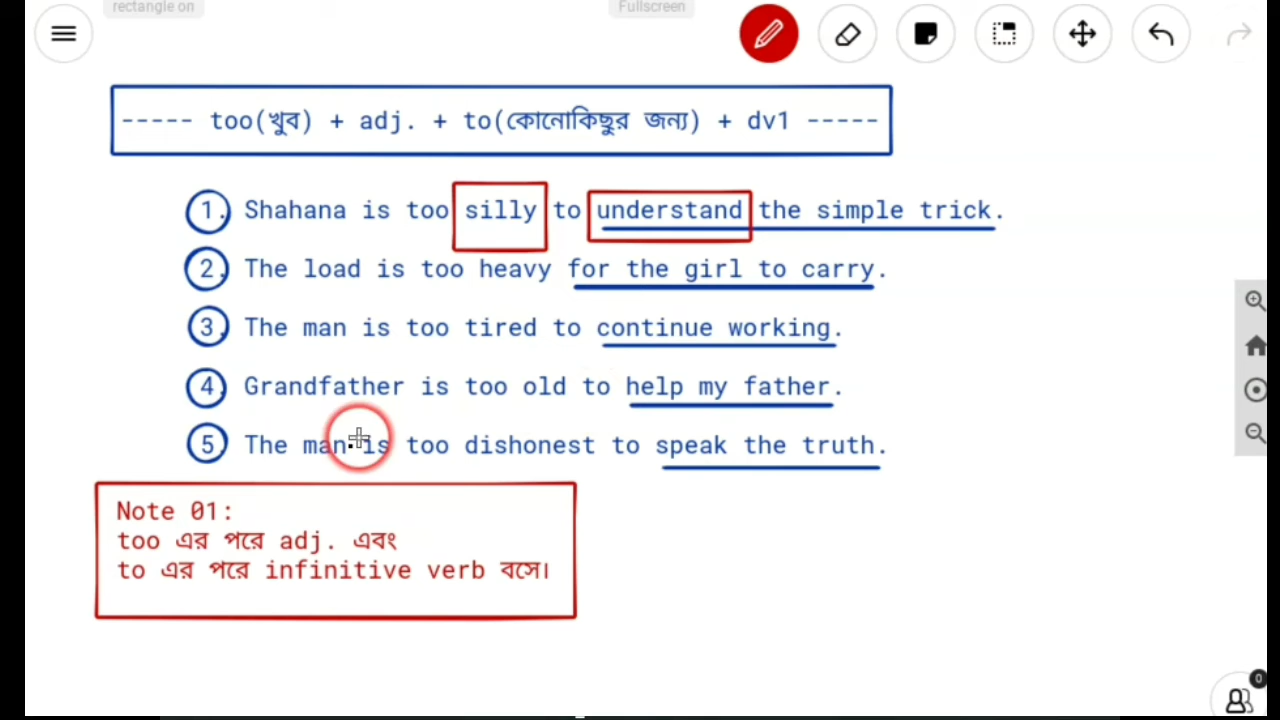 rectangle on
Fullscreen
----- too(খুব) + adj. + to(কোনোকিছুর জন্য) + dv1 -----
1. Shahana is too silly to understand the simple trick.
2. The load is too heavy for the girl to carry.
3. The man is too tired to continue working.
4. Grandfather is too old to help my father.
5. The man is too dishonest to speak the truth.
Note 01:
too এর পরে adj. এবং
to এর পরে infinitive verb বসে।
0